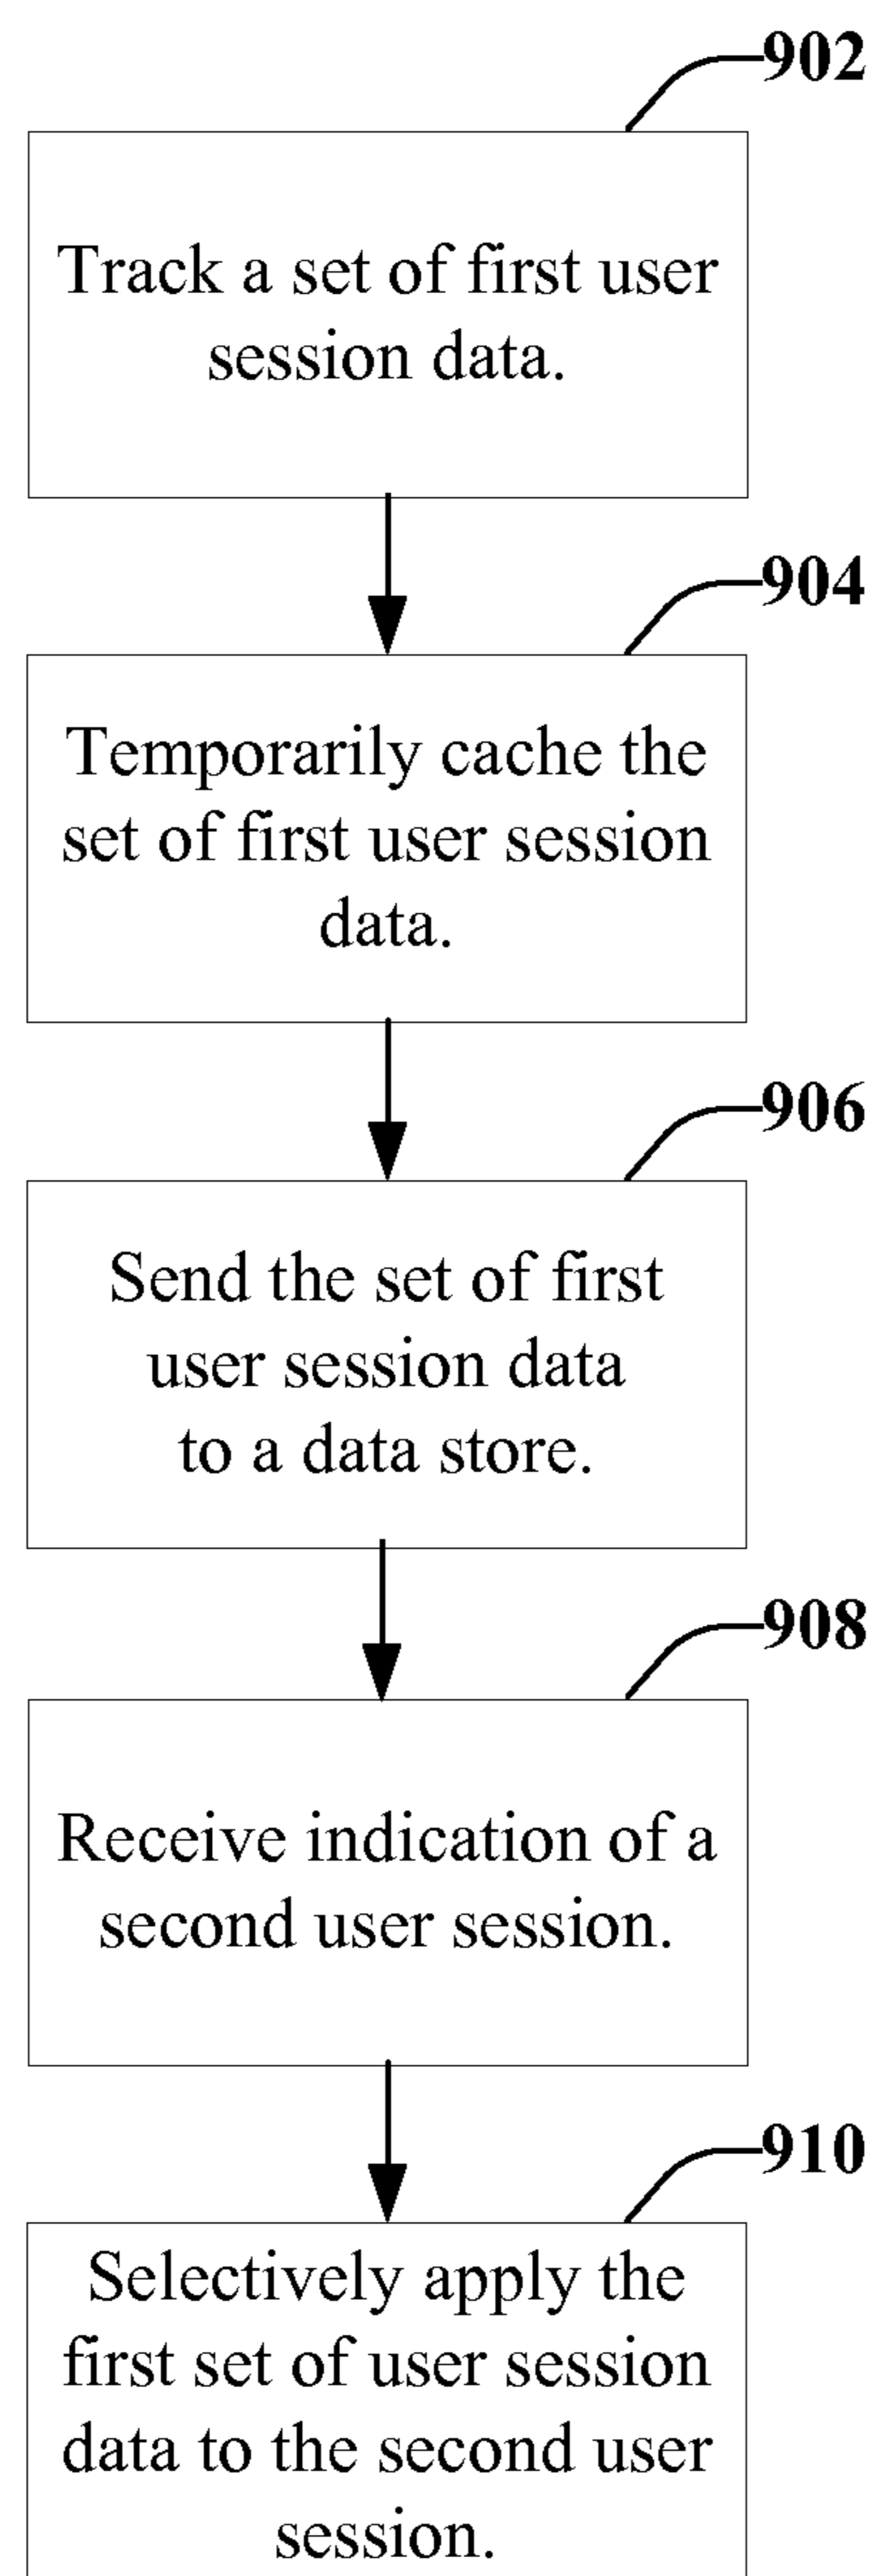 902
Track a set of first user
session data.
904
Temporarily cache the
set of first user session
data.
906
Send the set of first
user session data
to a data store.
908
Receive indication of a
second user session.
910
Selectively apply the
first set of user session
data to the second user
session.